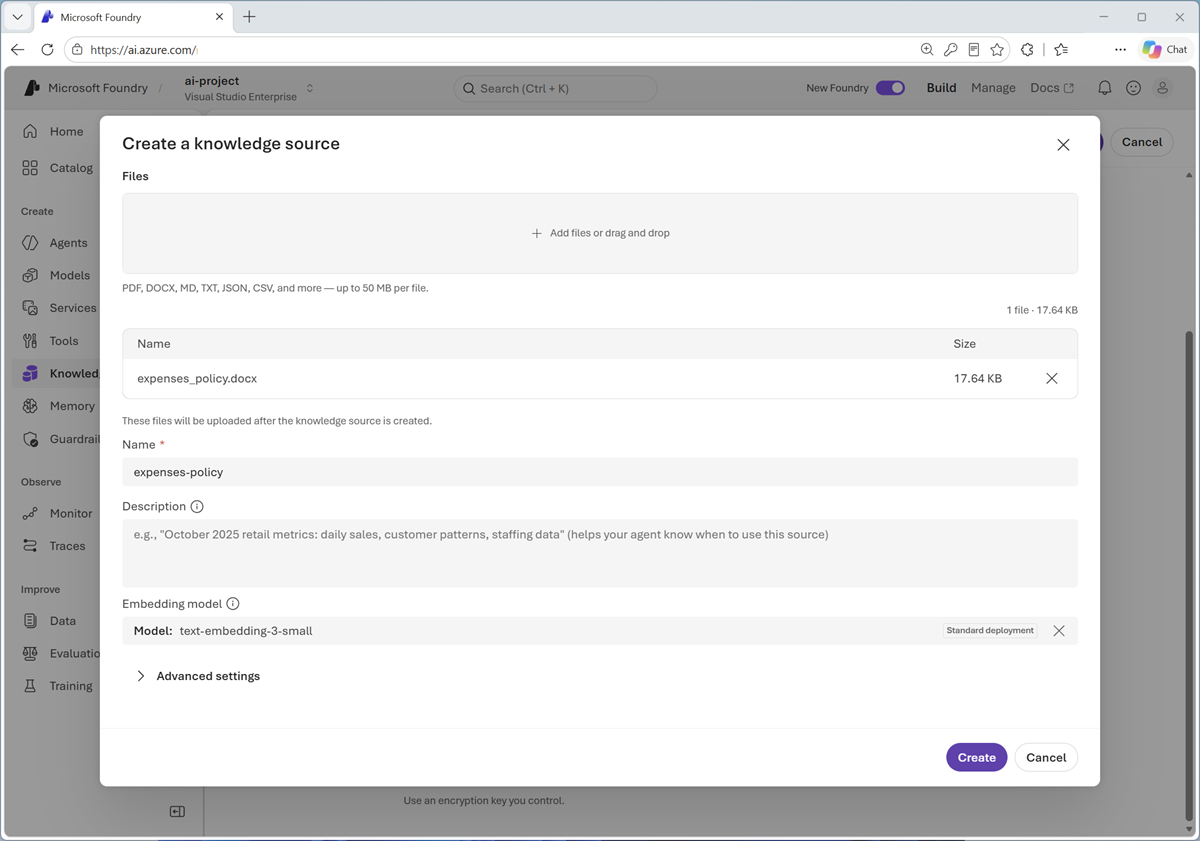 Microsoft Foundry
https://ai.azure.com/
Chat
Microsoft Foundry / ai-project
Visual Studio Enterprise
Search (Ctrl + K)
New Foundry
Build
Manage
Docs
Home
Catalog
Create
Agents
Models
Services
Tools
Knowled
Memory
Guardrail
Observe
Monitor
Traces
Improve
Data
Evaluatio
Training
Cancel
Create a knowledge source
Files
Add files or drag and drop
PDF, DOCX, MD, TXT, JSON, CSV, and more — up to 50 MB per file.
1 file · 17.64 KB
Name Size
expenses_policy.docx 17.64 KB
These files will be uploaded after the knowledge source is created.
Name *
expenses-policy
Description
e.g., "October 2025 retail metrics: daily sales, customer patterns, staffing data" (helps your agent know when to use this source)
Embedding model
Model: text-embedding-3-small Standard deployment
Advanced settings
Create Cancel
Use an encryption key you control.